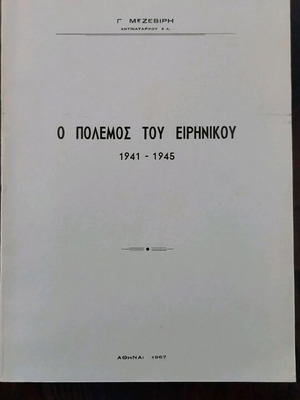 Γ ΜΕΖΕΒΙΡΗ
ΑΝΤΙΝΑΥΑΡΧΟΥ Ε.Α.
Ο ΠΟΛΕΜΟΣ ΤΟΥ ΕΙΡΗΝΙΚΟΥ
1941 - 1945
ΑΘΗΝΑΙ 1967